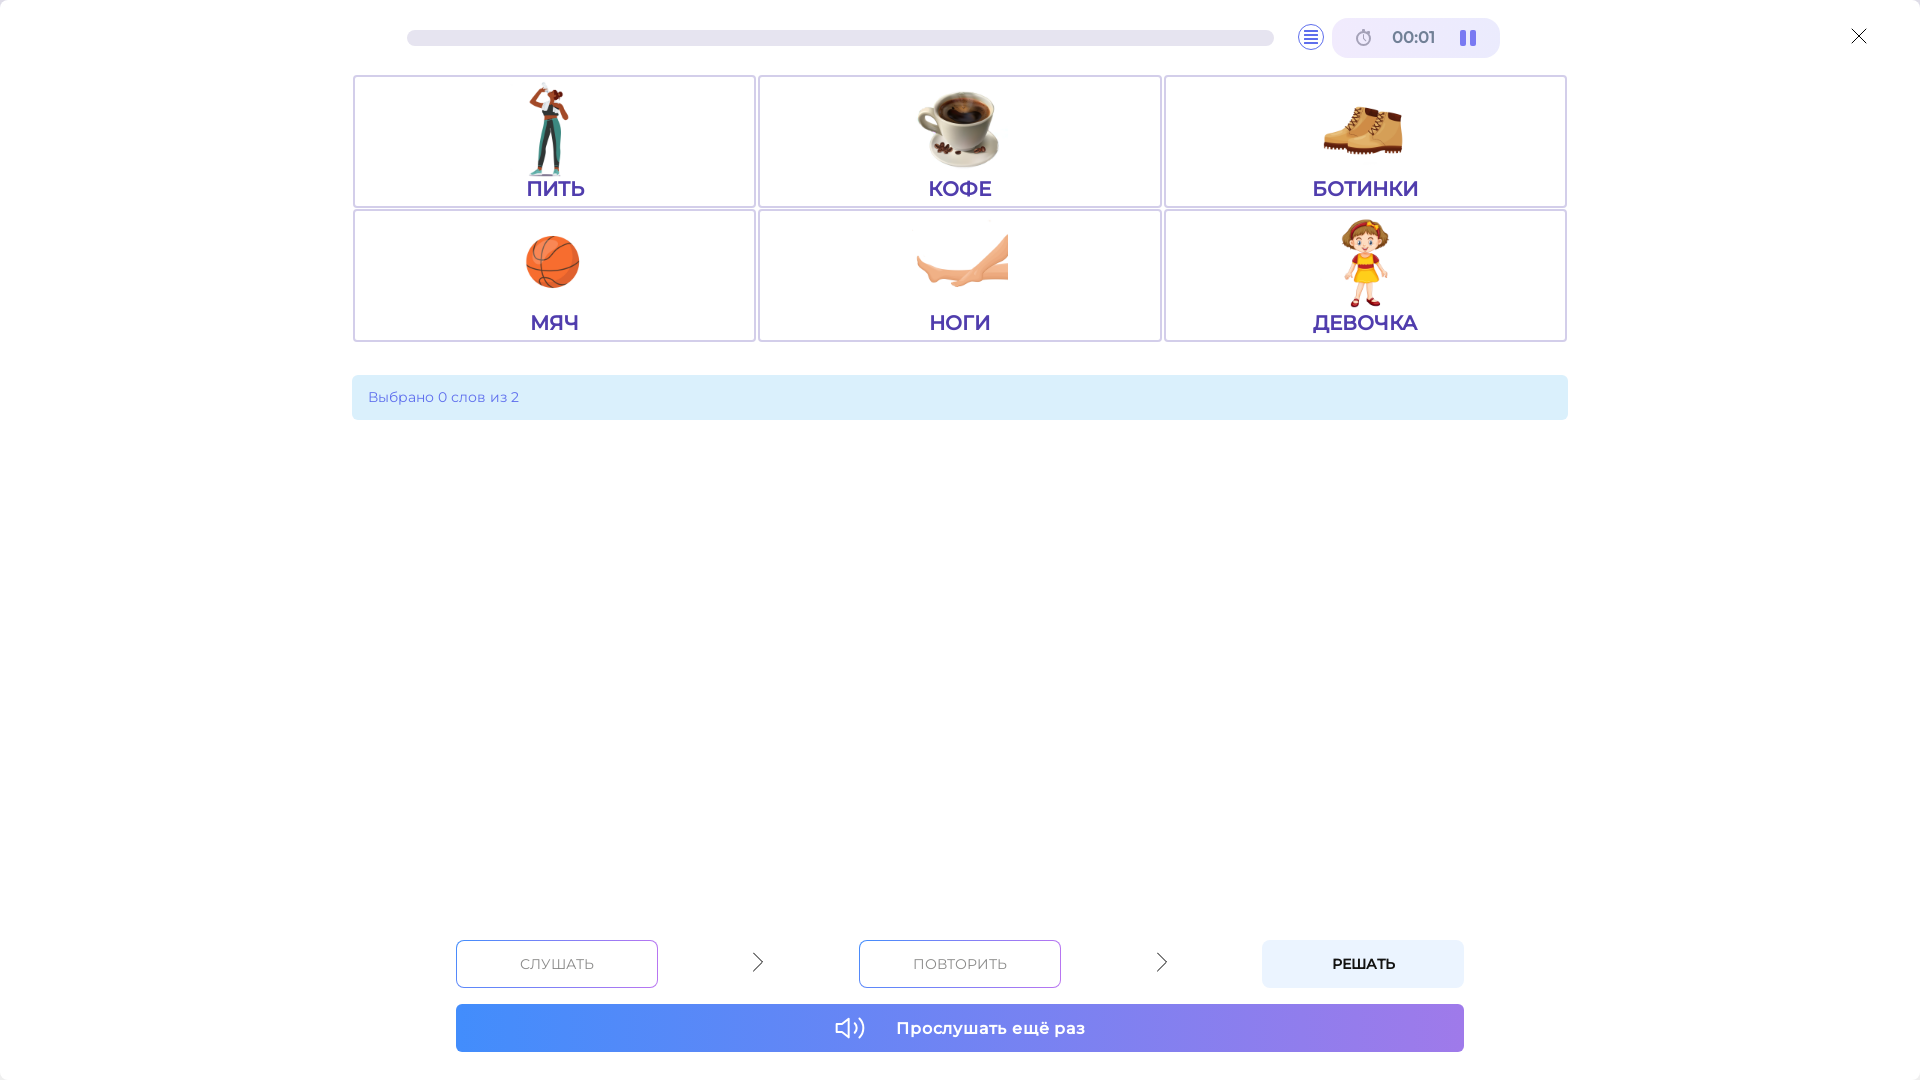 00:01
ПИТЬ
КОФЕ
БОТИНКИ
МЯЧ
НОГИ
ДЕВОЧКА
Выбрано 0 слов из 2
СЛУШАТЬ
ПОВТОРИТЬ
РЕШАТЬ
Прослушать ещё раз